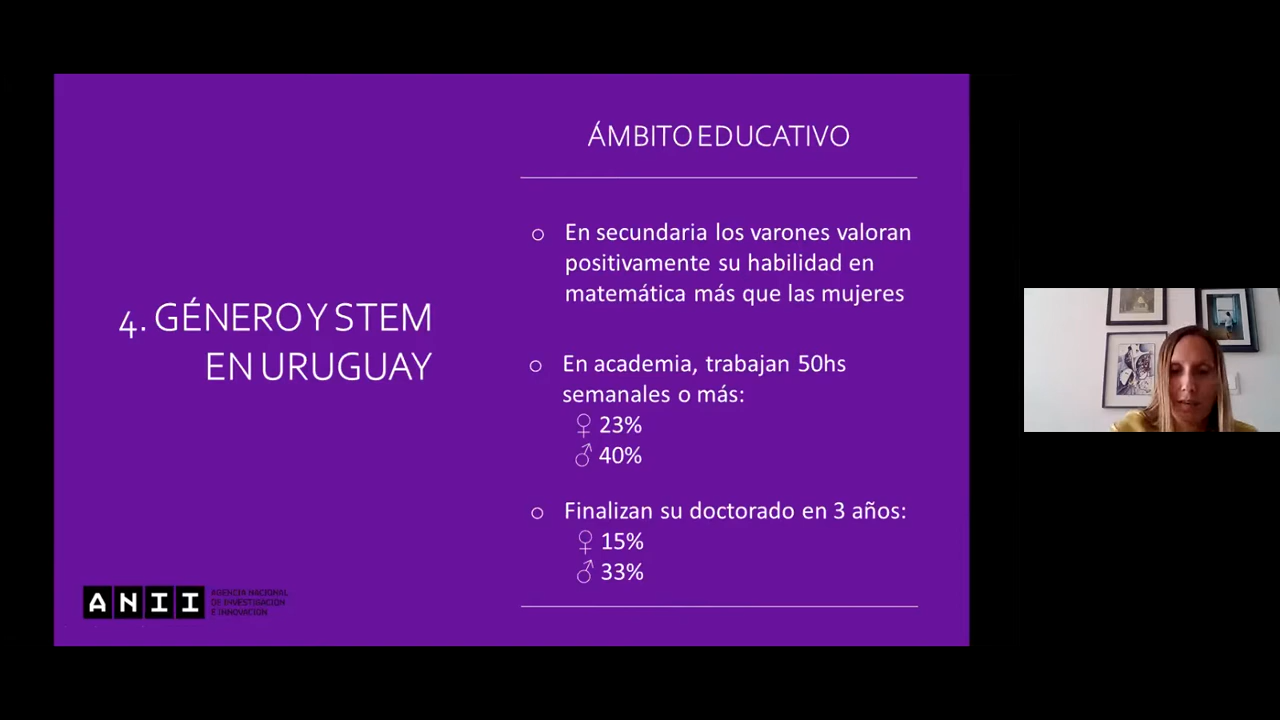 4. GÉNERO Y STEM
EN URUGUAY
ANII
AGENCIA NACIONAL
DE INVESTIGACIÓN
E INNOVACIÓN
ÁMBITO EDUCATIVO
o En secundaria los varones valoran
positivamente su habilidad en
matemática más que las mujeres
o En academia, trabajan 50hs
semanales o más:
♀ 23%
♂ 40%
o Finalizan su doctorado en 3 años:
♀ 15%
♂ 33%